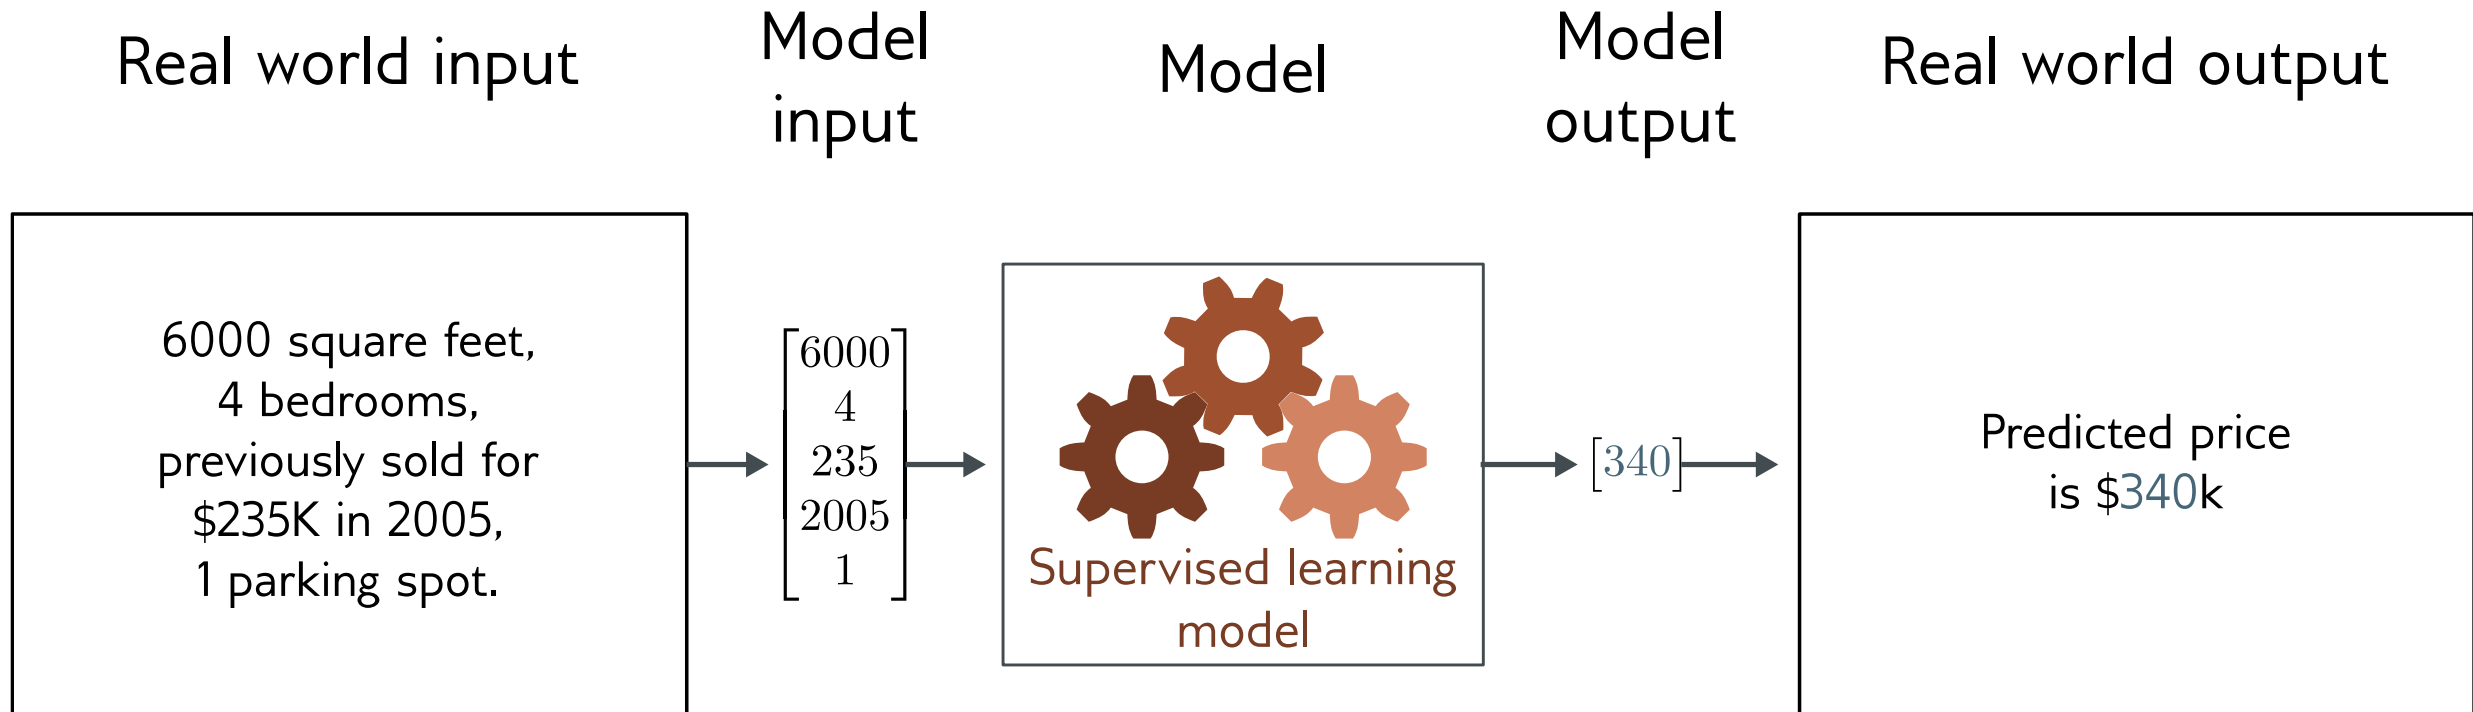 Real world input
Model
input
Model
Model
output
Real world output
6000 square feet,
4 bedrooms,
previously sold for
$235K in 2005,
1 parking spot.
6000
4
235
2005
1
Supervised learning
model
[340]
Predicted price
is $340k